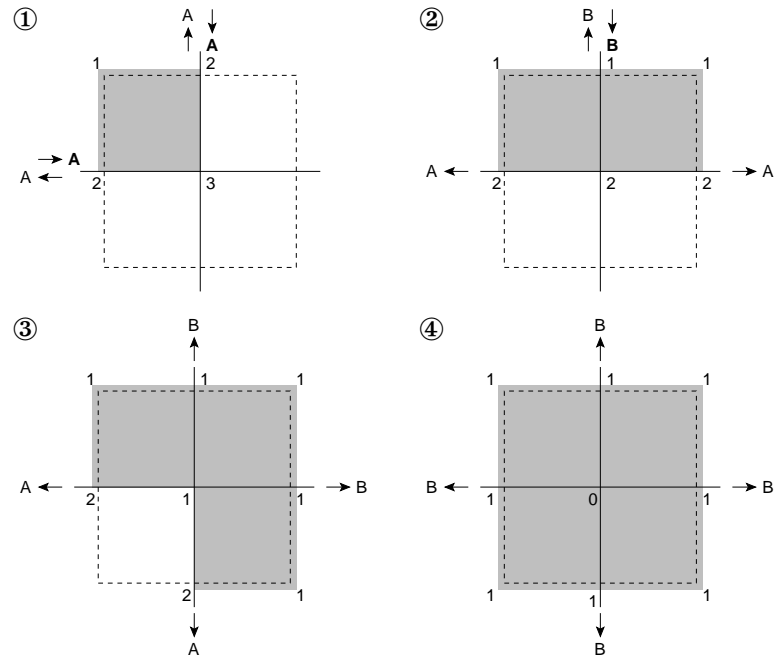 ① ②
A A B B
1 2 1 1 1
A
A A A
2 3 2 2 2
③ ④
B B
1 1 1 1 1 1
A B B B
2 1 1 1 0 1
2 1 1 1 1
A B